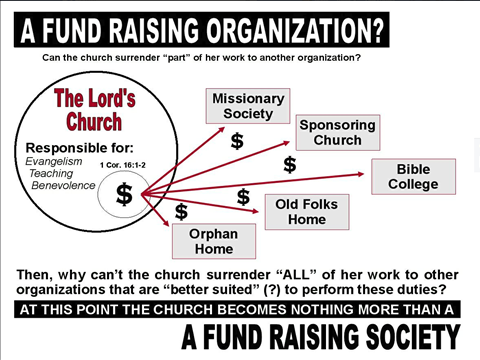 A FUND RAISING ORGANIZATION?
Can the church surrender “part” of her work to another organization?
The Lord's
Church
Responsible for:
Evangelism
Teaching
Benevolence
1 Cor. 16:1-2
$
Missionary
Society
$
Sponsoring
Church
$
Bible
College
$
Old Folks
Home
$
Orphan
Home
Then, why can’t the church surrender “ALL” of her work to other
organizations that are “better suited” (?) to perform these duties?
AT THIS POINT THE CHURCH BECOMES NOTHING MORE THAN A
A FUND RAISING SOCIETY